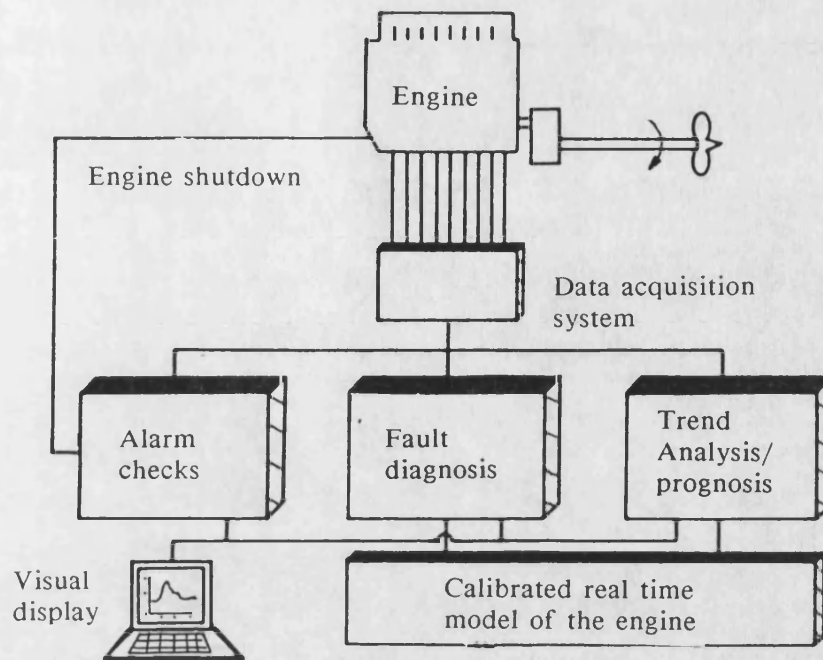 Engine
Engine shutdown
Data acquisition
system
Alarm
checks
Fault
diagnosis
Trend
Analysis/
prognosis
Visual
display
Calibrated real time
model of the engine